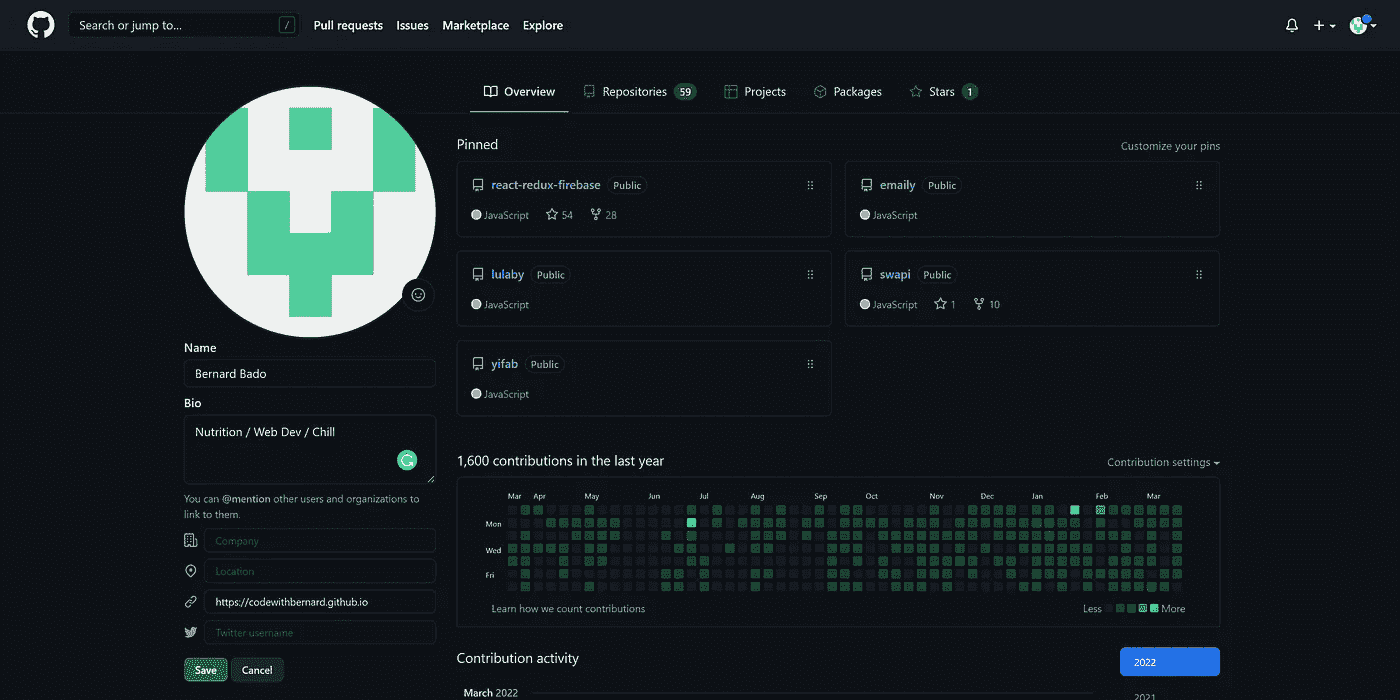 Search or jump to... / Pull requests Issues Marketplace Explore
Overview Repositories 59 Projects Packages Stars 1
Name
Bernard Bado
Bio
Nutrition / Web Dev / Chill
You can @mention other users and organizations to
link to them.
Company
Location
https://codewithbernard.github.io
Twitter username
Save Cancel
Pinned Customize your pins
react-redux-firebase Public
JavaScript 54 28
emaily Public
JavaScript
lulaby Public
JavaScript
swapi Public
JavaScript 1 10
yifab Public
JavaScript
1,600 contributions in the last year Contribution settings
Mar Apr May Jun Jul Aug Sep Oct Nov Dec Jan Feb Mar
Mon
Wed
Fri
Learn how we count contributions Less More
Contribution activity
2022
March 2022
2021